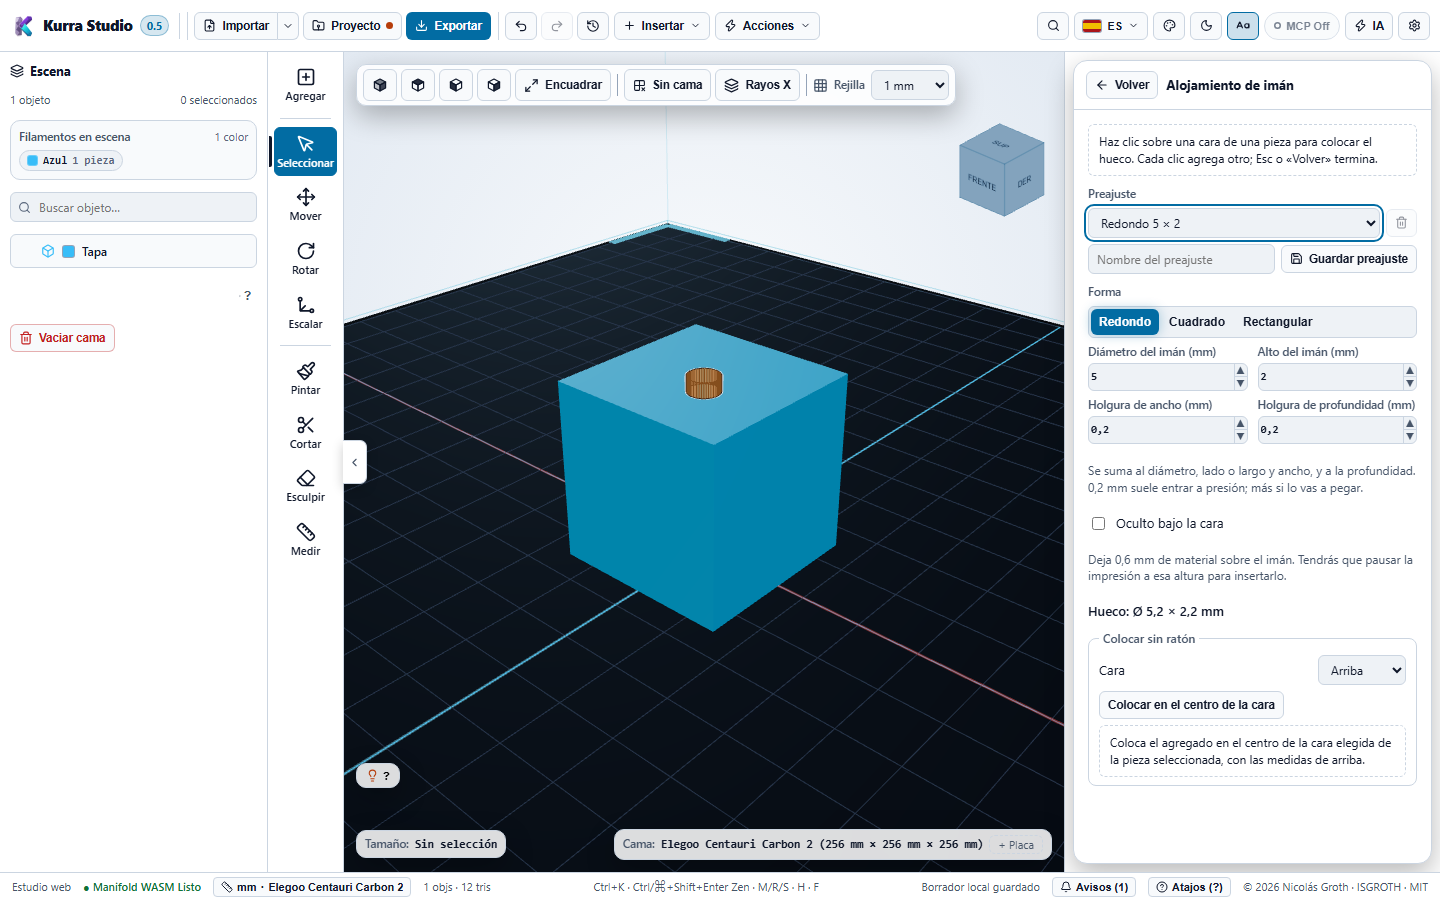 Kurra Studio 0.5
Importar
Proyecto
Exportar
Insertar
Acciones
ES
Aa
MCP Off
IA
Escena
1 objeto 0 seleccionados
Filamentos en escena 1 color
Azul 1 pieza
Buscar objeto...
Tapa
?
Vaciar cama
Agregar
Seleccionar
Mover
Rotar
Escalar
Pintar
Cortar
Esculpir
Medir
Encuadrar
Sin cama
Rayos X
Rejilla 1 mm
SUP
FRENTE
DER
?
Tamaño: Sin selección
Cama: Elegoo Centauri Carbon 2 (256 mm × 256 mm × 256 mm) + Placa
Volver Alojamiento de imán
Haz clic sobre una cara de una pieza para colocar el
hueco. Cada clic agrega otro; Esc o «Volver» termina.
Preajuste
Redondo 5 × 2
Nombre del preajuste Guardar preajuste
Forma
Redondo Cuadrado Rectangular
Diámetro del imán (mm) Alto del imán (mm)
5 2
Holgura de ancho (mm) Holgura de profundidad (mm)
0,2 0,2
Se suma al diámetro, lado o largo y ancho, y a la profundidad.
0,2 mm suele entrar a presión; más si lo vas a pegar.
Oculto bajo la cara
Deja 0,6 mm de material sobre el imán. Tendrás que pausar la
impresión a esa altura para insertarlo.
Hueco: Ø 5,2 × 2,2 mm
Colocar sin ratón
Cara Arriba
Colocar en el centro de la cara
Coloca el agregado en el centro de la cara elegida de
la pieza seleccionada, con las medidas de arriba.
Estudio web ● Manifold WASM Listo mm · Elegoo Centauri Carbon 2 1 objs · 12 tris Ctrl+K · Ctrl/⌘+Shift+Enter Zen · M/R/S · H · F Borrador local guardado Avisos (1) Atajos (?) © 2026 Nicolás Groth · ISGROTH · MIT